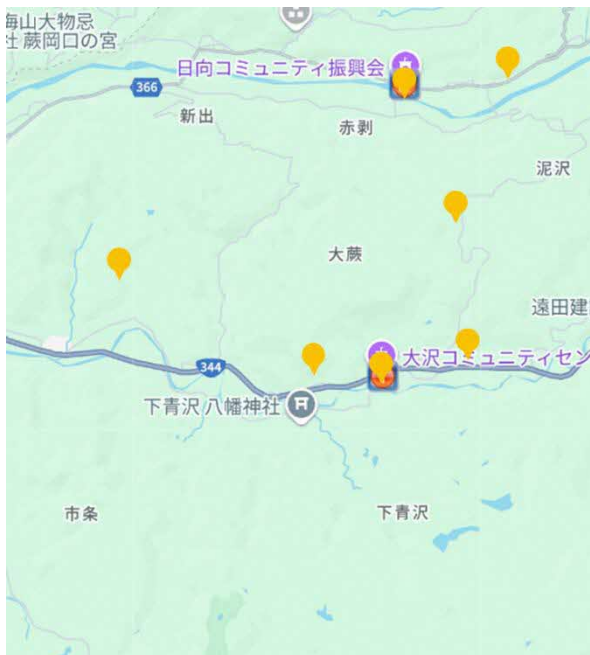 海山大物忌
社 蕨岡口の宮
日向コミュニティ振興会
366
新出
赤剥
泥沢
大蕨
遠田建
344
大沢コミュニティセン
下青沢 八幡神社
市条
下青沢